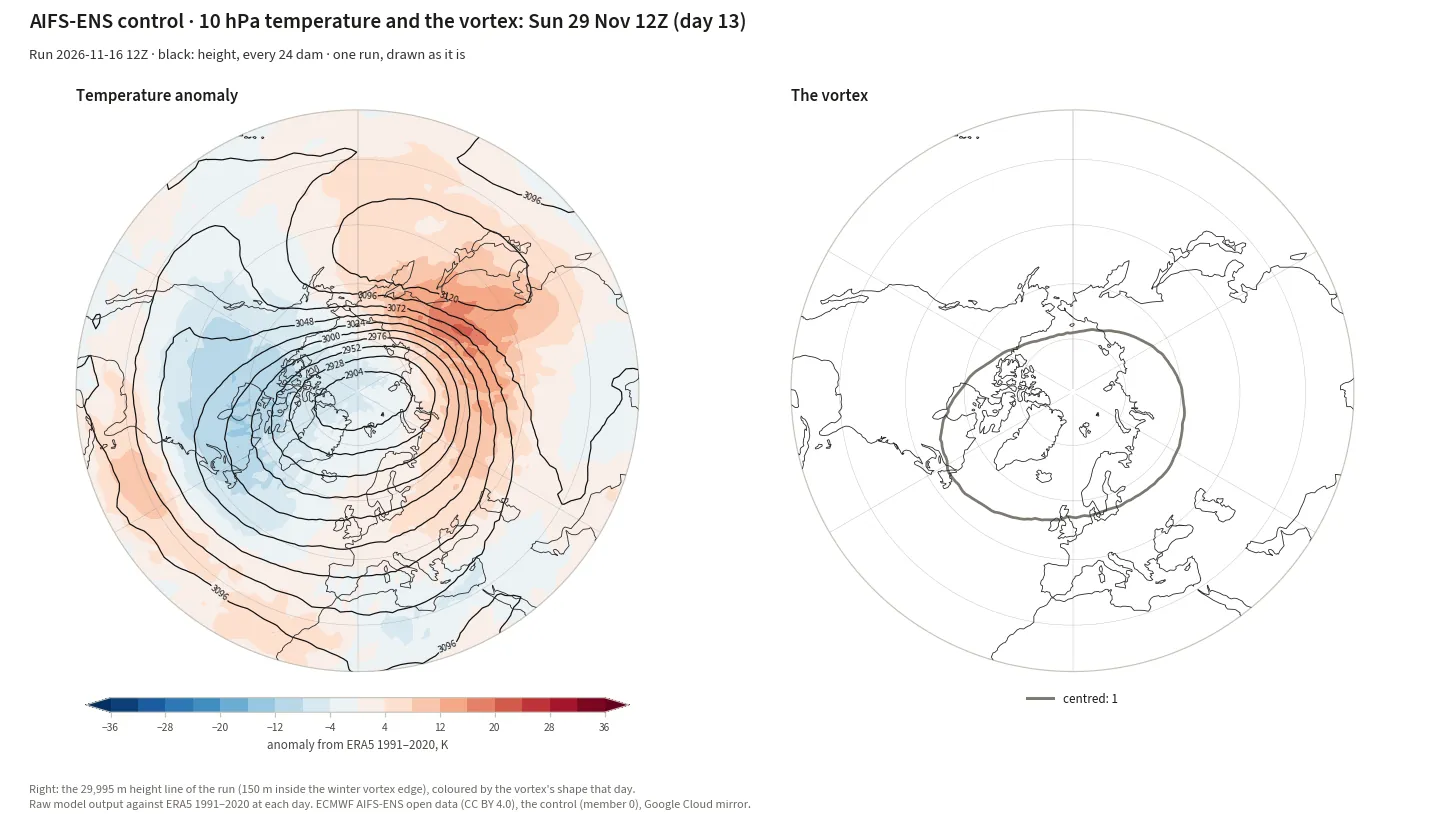 AIFS-ENS control · 10 hPa temperature and the vortex: Sun 29 Nov 12Z (day 13)
Run 2026-11-16 12Z · black: height, every 24 dam · one run, drawn as it is
Temperature anomaly
The vortex
3096
3096
3120
3072
3048
3024
3000
2976
2952
2928
2904
3096
3096
−36 −28 −20 −12 −4 4 12 20 28 36
anomaly from ERA5 1991–2020, K
centred: 1
Right: the 29,995 m height line of the run (150 m inside the winter vortex edge), coloured by the vortex's shape that day.
Raw model output against ERA5 1991–2020 at each day. ECMWF AIFS-ENS open data (CC BY 4.0), the control (member 0), Google Cloud mirror.